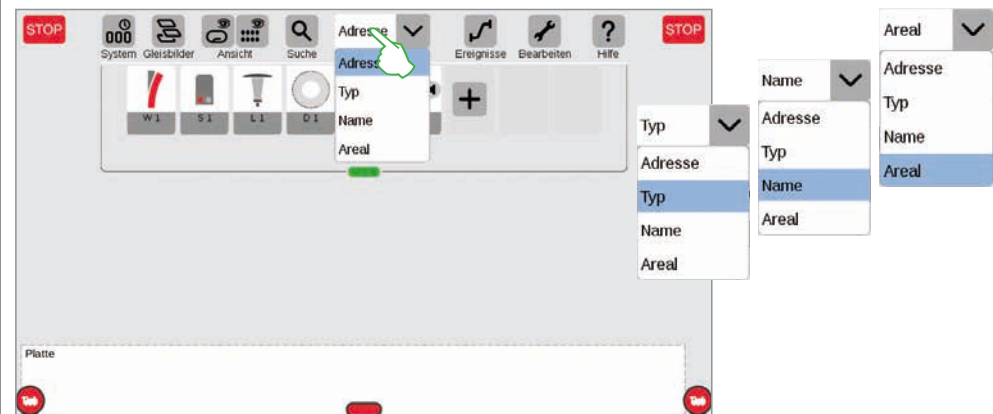 STOP
System
Gleisbilder
Ansicht
Suche
Adresse
Ereignisse
Bearbeiten
?
Hilfe
STOP
Adresse
Typ
Name
Areal
W 1
S 1
L 1
D 1
+
Typ
Adresse
Typ
Name
Areal
Name
Adresse
Typ
Name
Areal
Areal
Adresse
Typ
Name
Areal
Platte